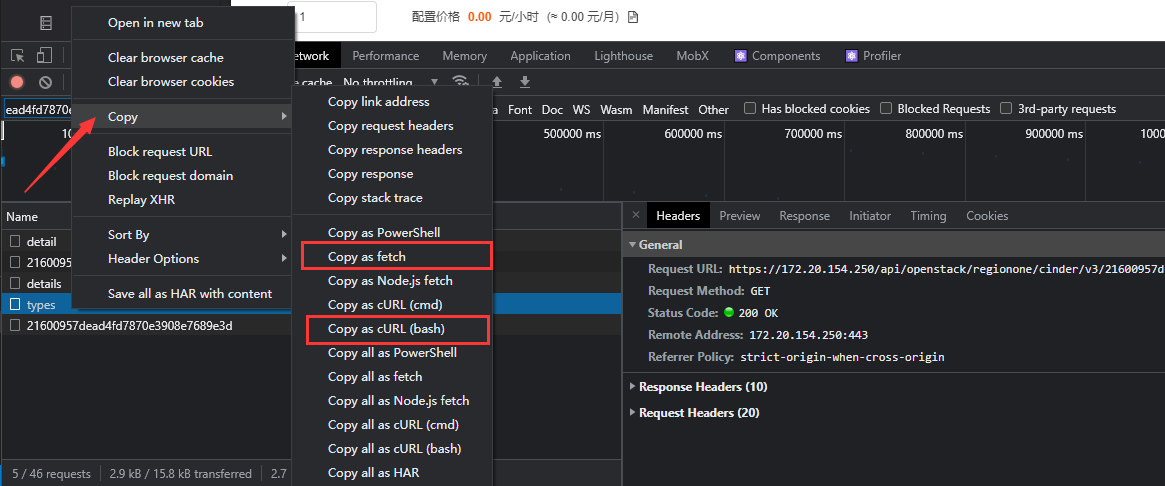 1 配置价格 0.00 元/小时 (≈ 0.00 元/月)
Open in new tab
Clear browser cache
Clear browser cookies
Copy
Block request URL
Block request domain
Replay XHR
Sort By
Header Options
Save all as HAR with content
etwork Performance Memory Application Lighthouse MobX Components Profiler
e cache No throttling
ead4fd7870e
Font Doc WS Wasm Manifest Other Has blocked cookies Blocked Requests 3rd-party requests
10 500000 ms 600000 ms 700000 ms 800000 ms 900000 ms 1000
Copy link address
Copy request headers
Copy response headers
Copy response
Copy stack trace
Copy as PowerShell
Copy as fetch
Copy as Node.js fetch
Copy as cURL (cmd)
Copy as cURL (bash)
Copy all as PowerShell
Copy all as fetch
Copy all as Node.js fetch
Copy all as cURL (cmd)
Copy all as cURL (bash)
Copy all as HAR
Name
detail
2160095
details
types
21600957dead4fd7870e3908e7689e3d
5 / 46 requests 2.9 kB / 15.8 kB transferred 2.7
× Headers Preview Response Initiator Timing Cookies
General
Request URL: https://172.20.154.250/api/openstack/regionone/cinder/v3/21600957d
Request Method: GET
Status Code: 200 OK
Remote Address: 172.20.154.250:443
Referrer Policy: strict-origin-when-cross-origin
Response Headers (10)
Request Headers (20)